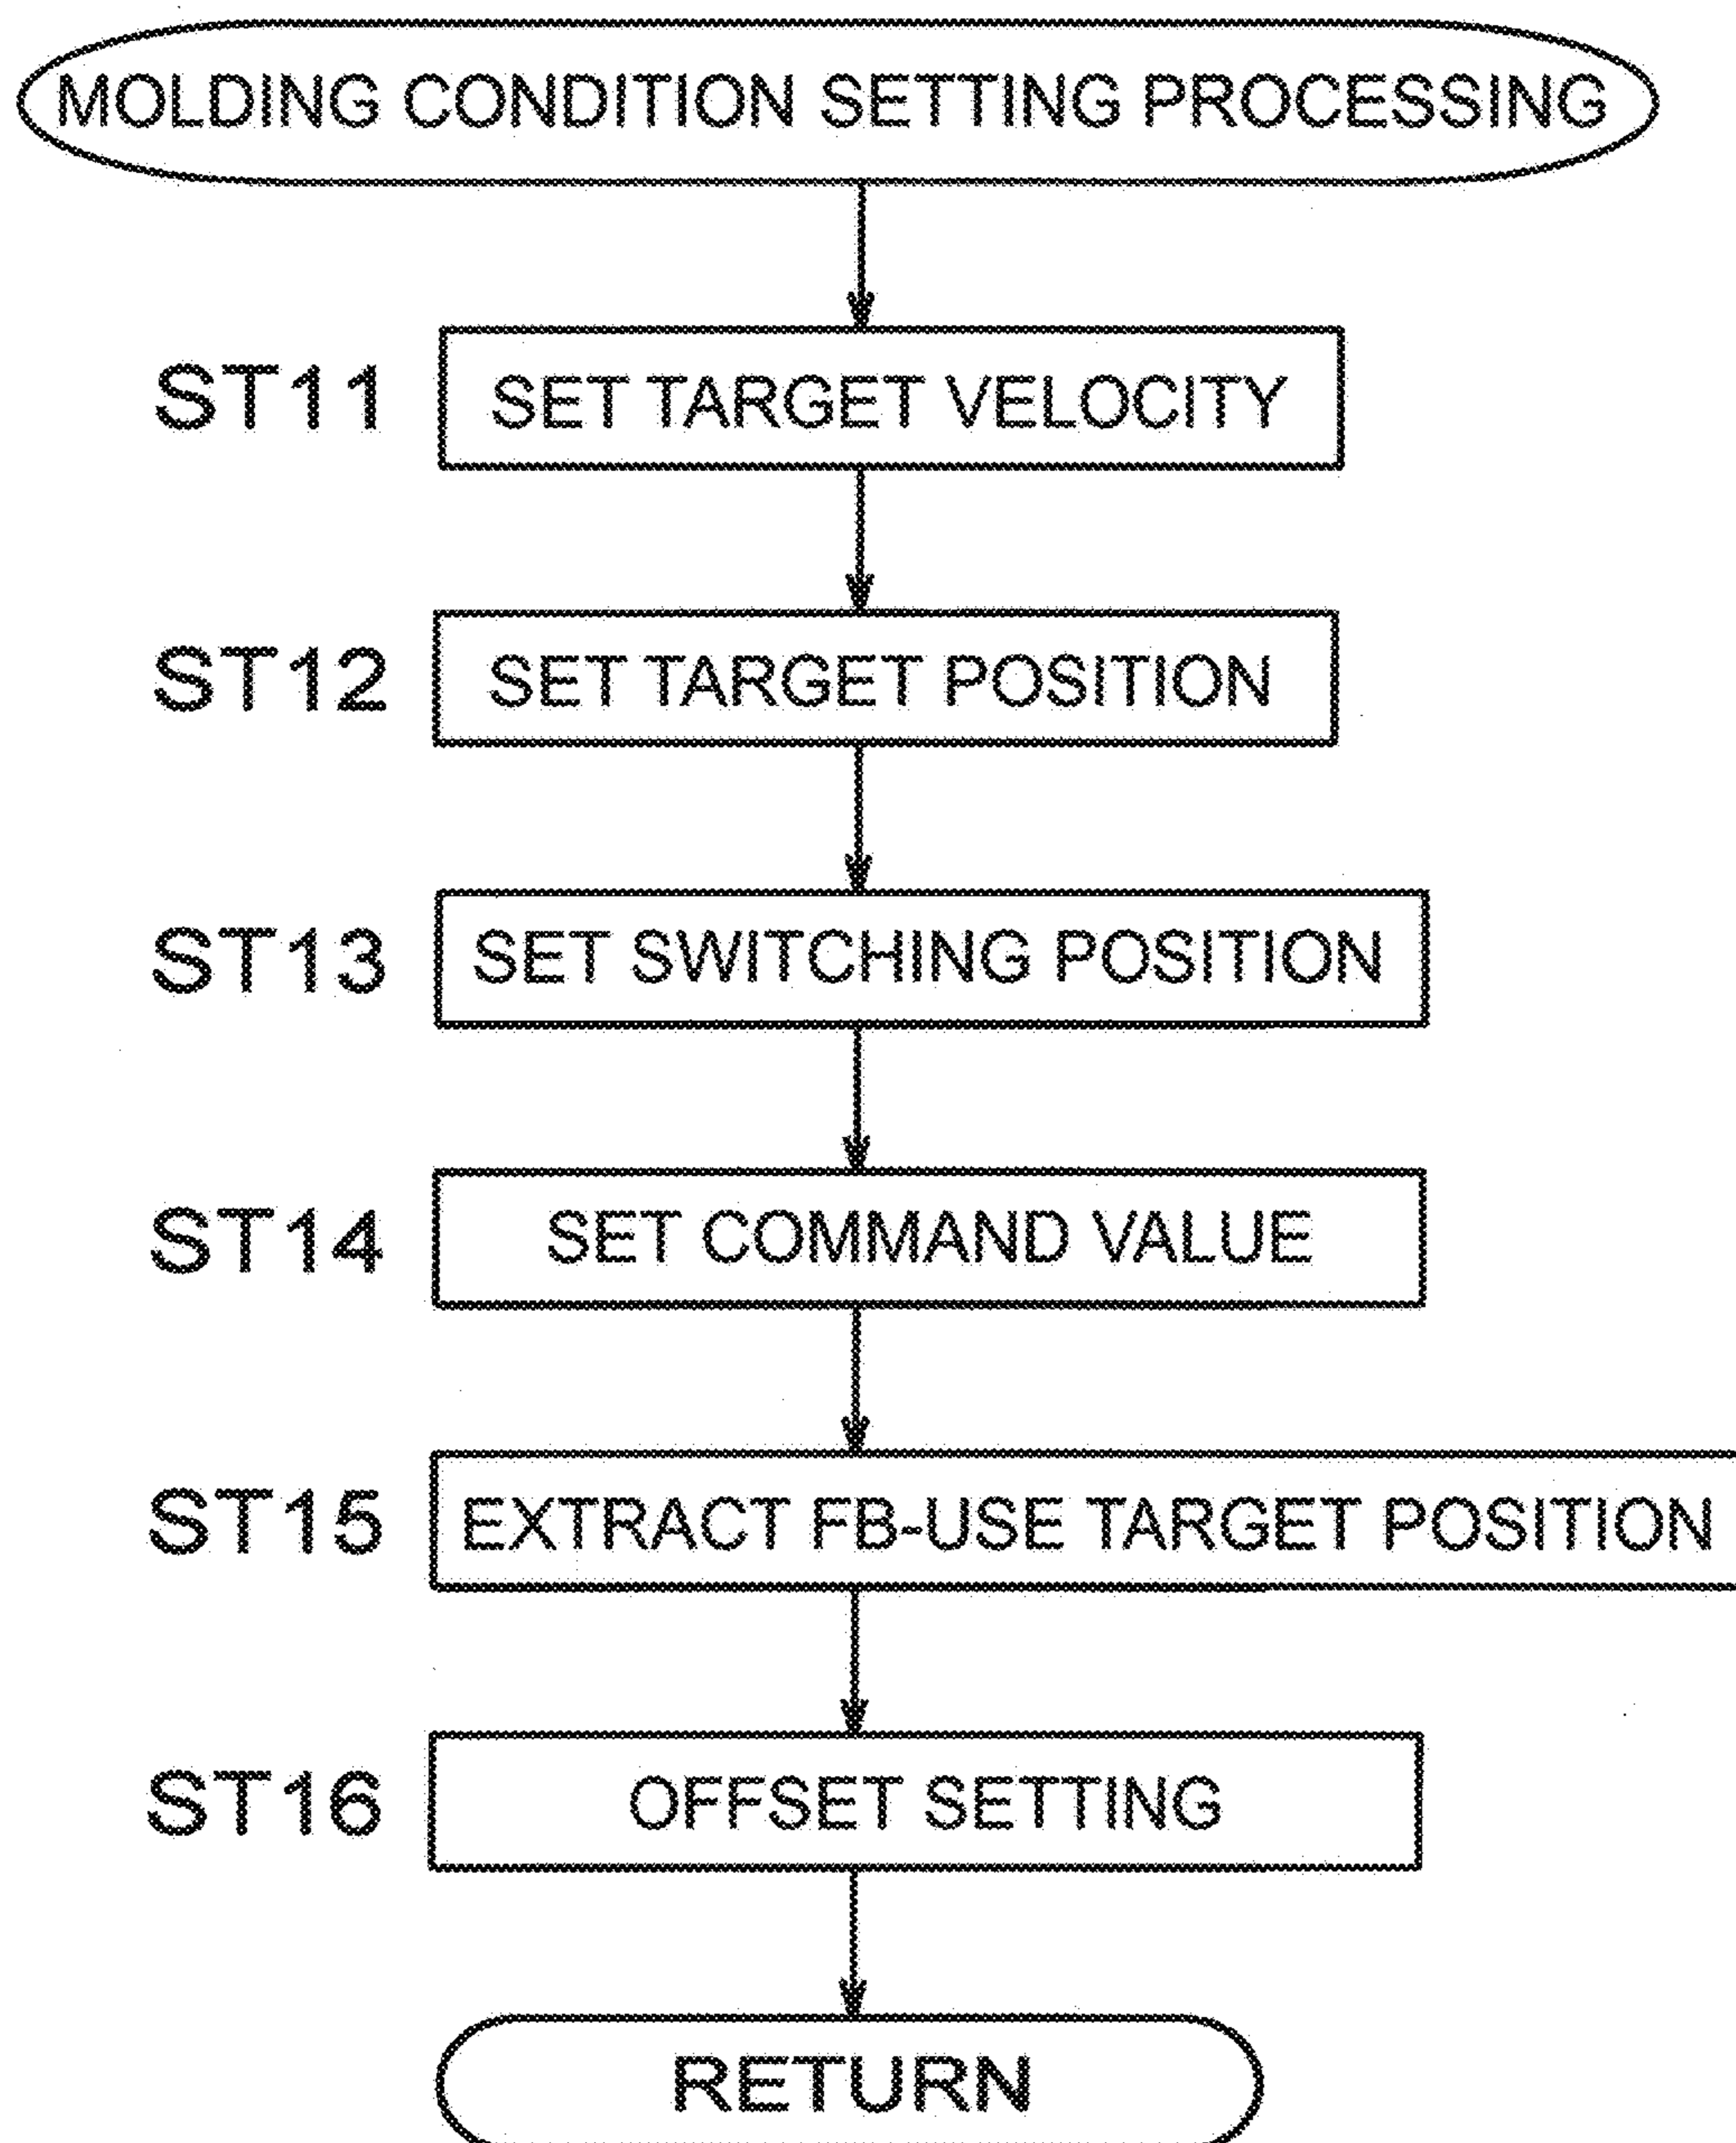 MOLDING CONDITION SETTING PROCESSING
ST11 SET TARGET VELOCITY
ST12 SET TARGET POSITION
ST13 SET SWITCHING POSITION
ST14 SET COMMAND VALUE
ST15 EXTRACT FB-USE TARGET POSITION
ST16 OFFSET SETTING
RETURN